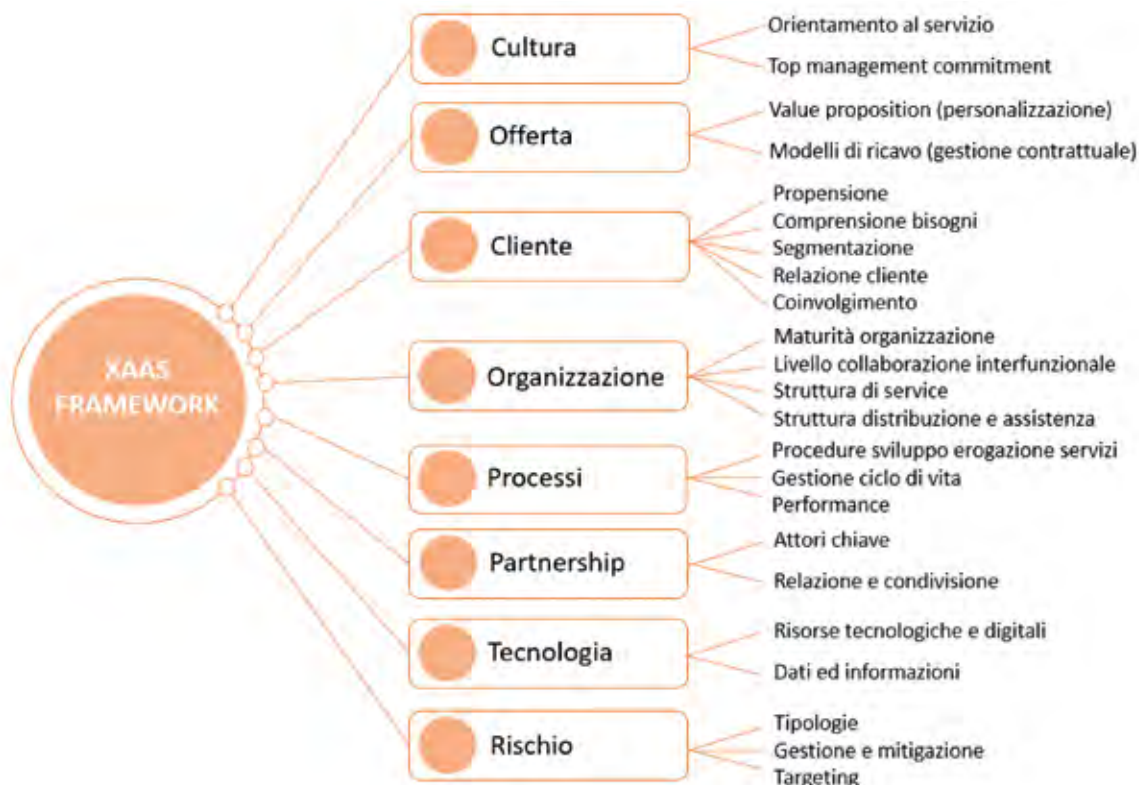 XAAS
FRAMEWORK
Cultura
Orientamento al servizio
Top management commitment
Offerta
Value proposition (personalizzazione)
Modelli di ricavo (gestione contrattuale)
Cliente
Propensione
Comprensione bisogni
Segmentazione
Relazione cliente
Coinvolgimento
Organizzazione
Maturità organizzazione
Livello collaborazione interfunzionale
Struttura di service
Struttura distribuzione e assistenza
Processi
Procedure sviluppo erogazione servizi
Gestione ciclo di vita
Performance
Partnership
Attori chiave
Relazione e condivisione
Tecnologia
Risorse tecnologiche e digitali
Dati ed informazioni
Rischio
Tipologie
Gestione e mitigazione
Targeting